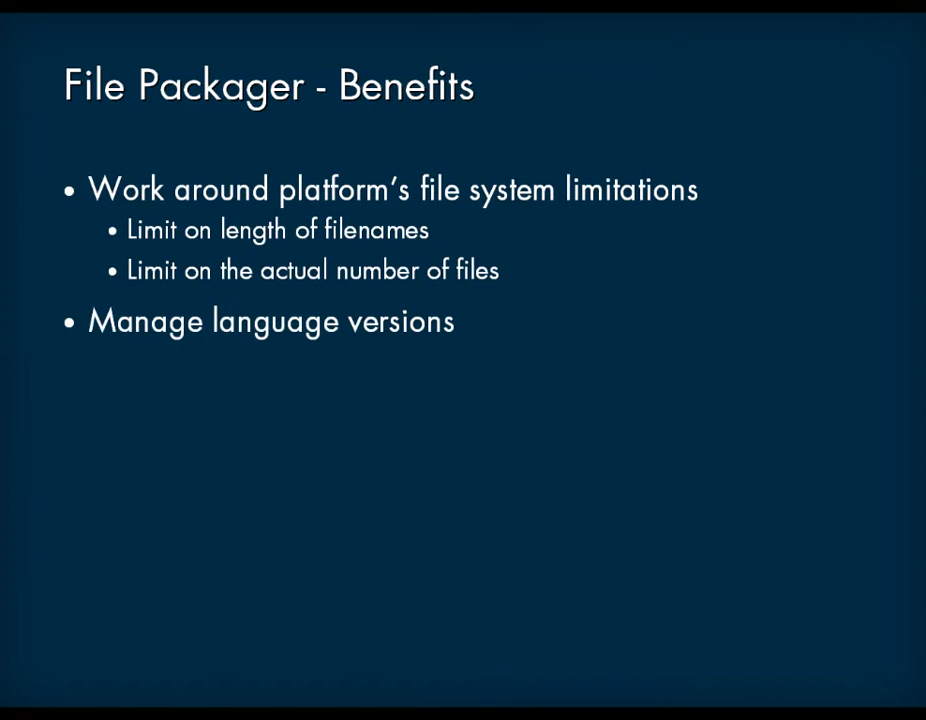 File Packager - Benefits
• Work around platform’s file system limitations
• Limit on length of filenames
• Limit on the actual number of files
• Manage language versions